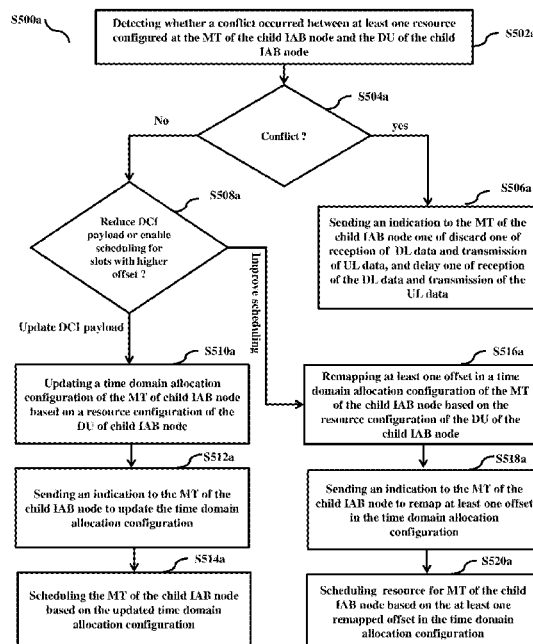 S500a
S502a
Detecting whether a conflict occurred between at least one resource
configured at the MT of the child IAB node and the DU of the child
IAB node
S504a
Conflict ?
No
yes
S506a
Sending an indication to the MT of the
child IAB node one of discard one of
reception of DL data and transmission
of UL data, and delay one of reception
of the DL data and transmission of the
UL data
S508a
Reduce DCI
payload or enable
scheduling for
slots with higher
offset ?
Update DCI payload
Improve scheduling
S510a
Updating a time domain allocation
configuration of the MT of child IAB node
based on a resource configuration of the
DU of child IAB node
S512a
Sending an indication to the MT of the
child IAB node to update the time domain
allocation configuration
S514a
Scheduling the MT of the child IAB node
based on the updated time domain
allocation configuration
S516a
Remapping at least one offset in a time
domain allocation configuration of the MT
of the child IAB node based on the
resource configuration of the DU of the
child IAB node
S518a
Sending an indication to the MT of the
child IAB node to remap at least one offset
in the time domain allocation
configuration
S520a
Scheduling resource for MT of the child
IAB node based on the at least one
remapped offset in the time domain
allocation configuration